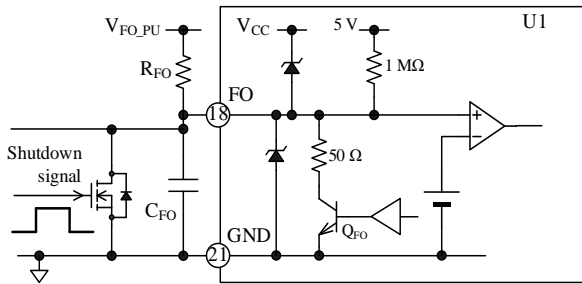 V_FO_PU
V_CC
5 V
U1
R_FO
1 MΩ
FO
18
Shutdown
signal
50 Ω
C_FO
Q_FO
GND
21